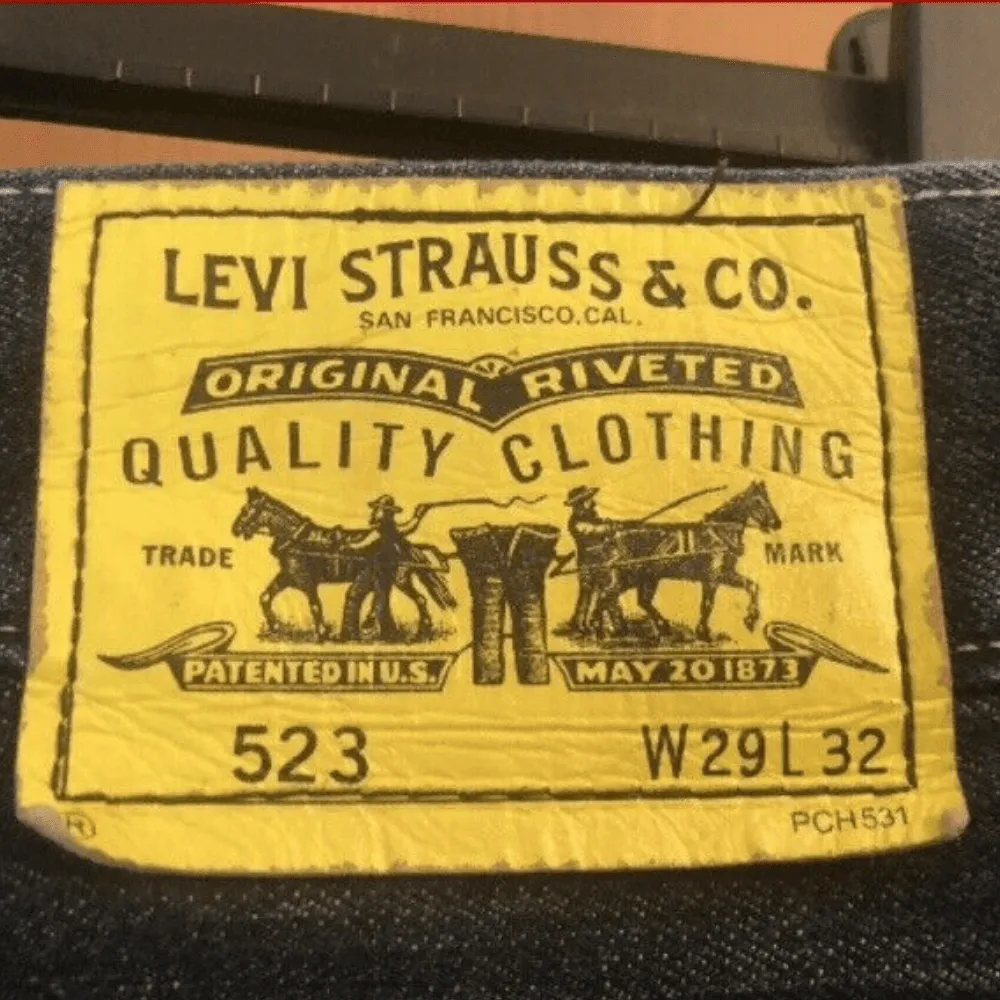 LEVI STRAUSS & CO.
SAN FRANCISCO, CAL.
ORIGINAL RIVETED
QUALITY CLOTHING
TRADE MARK
PATENTED IN U.S. MAY 20 1873
523 W29 L32
® PCH531